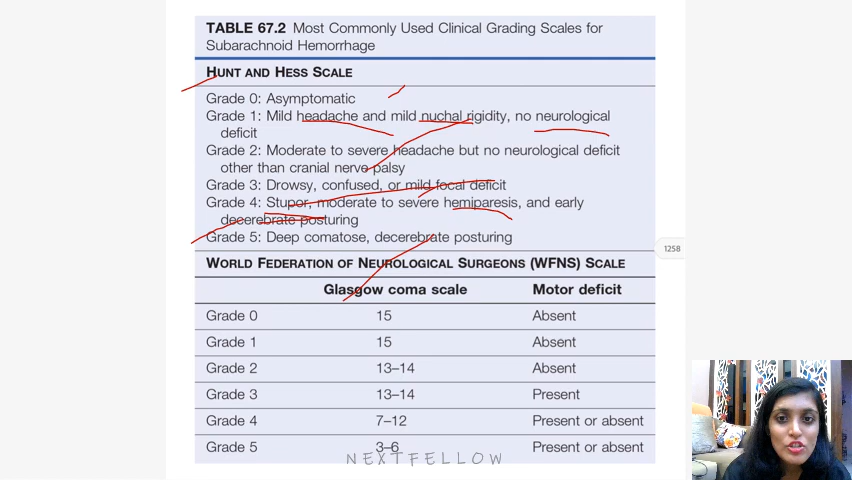 TABLE 67.2 Most Commonly Used Clinical Grading Scales for
Subarachnoid Hemorrhage
HUNT AND HESS SCALE
Grade 0: Asymptomatic
Grade 1: Mild headache and mild nuchal rigidity, no neurological
deficit
Grade 2: Moderate to severe headache but no neurological deficit
other than cranial nerve palsy
Grade 3: Drowsy, confused, or mild focal deficit
Grade 4: Stupor, moderate to severe hemiparesis, and early
decerebrate posturing
Grade 5: Deep comatose, decerebrate posturing
1258
WORLD FEDERATION OF NEUROLOGICAL SURGEONS (WFNS) SCALE
Glasgow coma scale Motor deficit
Grade 0 15 Absent
Grade 1 15 Absent
Grade 2 13–14 Absent
Grade 3 13–14 Present
Grade 4 7–12 Present or absent
Grade 5 3–6 Present or absent
NEXTFELLOW